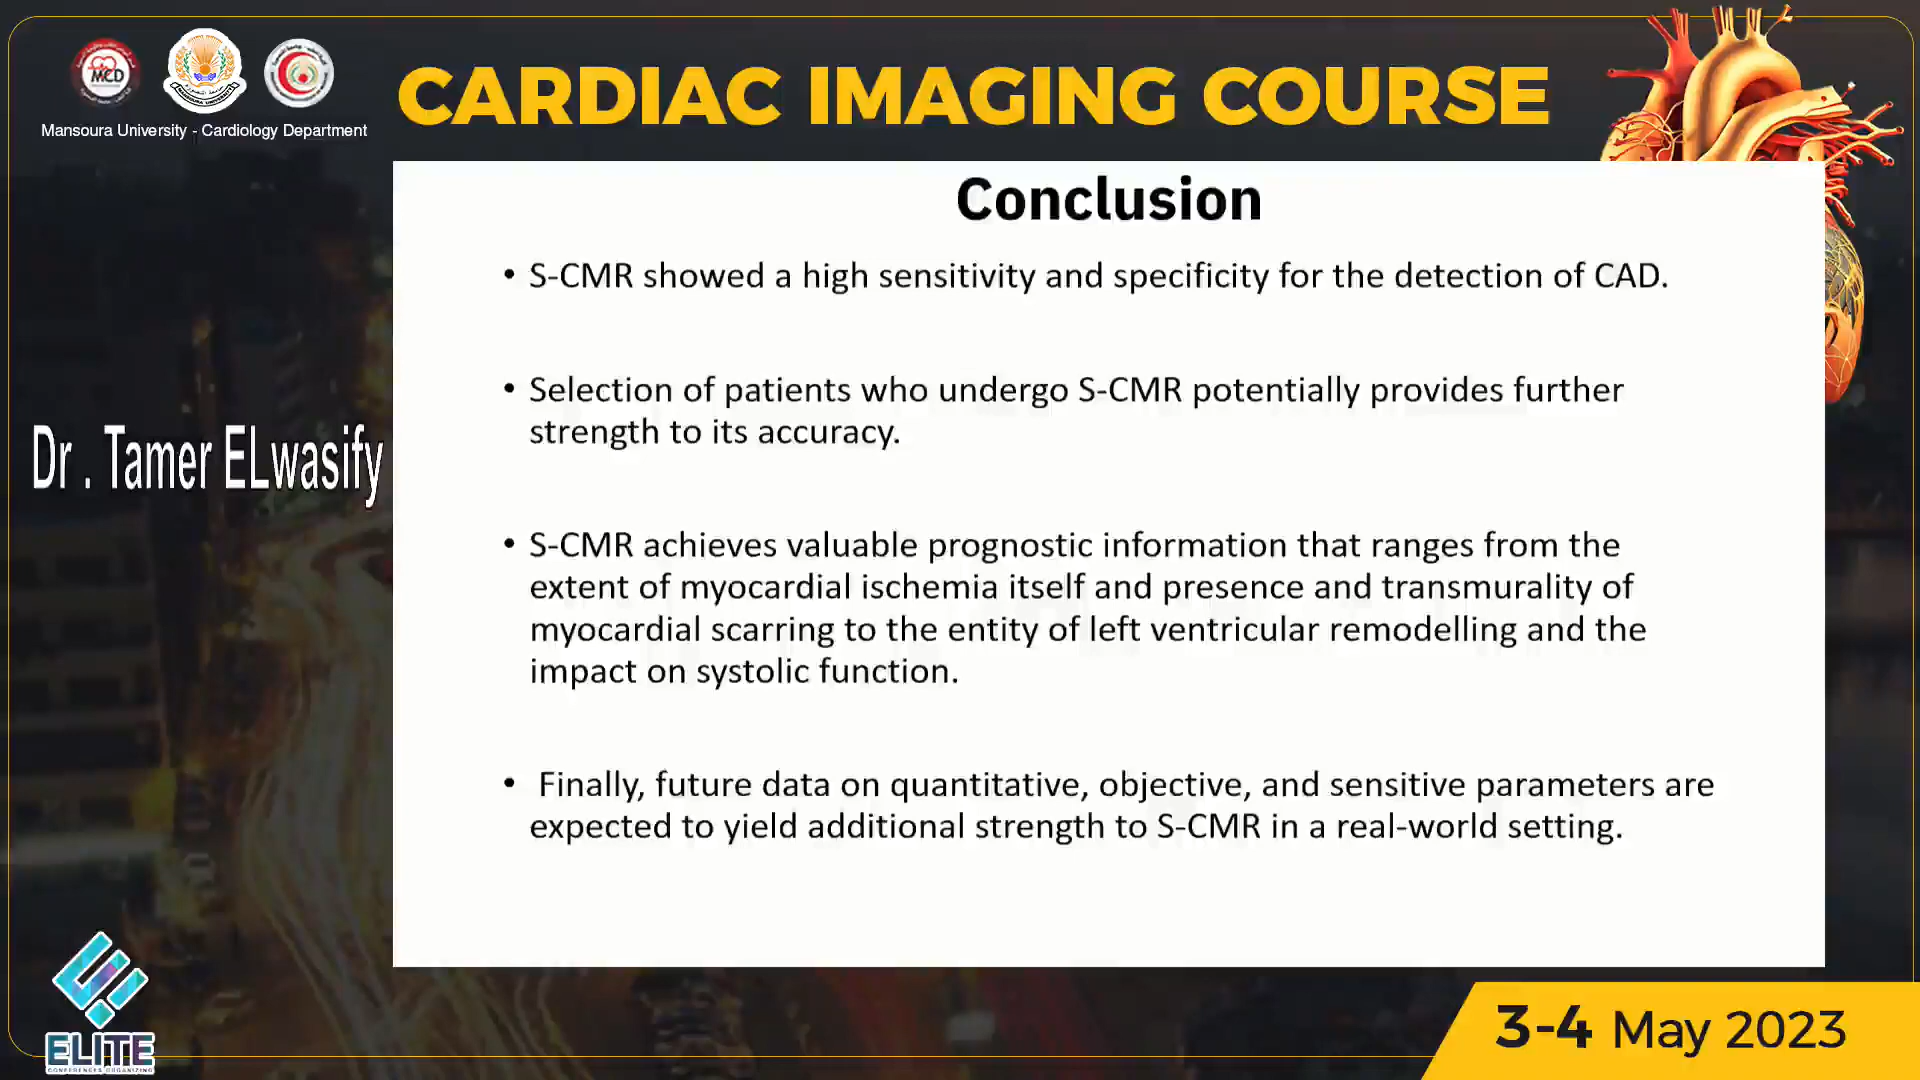 MCD
MANSOURA UNIVERSITY
Mansoura University - Cardiology Department
CARDIAC IMAGING COURSE
Dr . Tamer ELwasify
Conclusion
• S-CMR showed a high sensitivity and specificity for the detection of CAD.
• Selection of patients who undergo S-CMR potentially provides further
strength to its accuracy.
• S-CMR achieves valuable prognostic information that ranges from the
extent of myocardial ischemia itself and presence and transmurality of
myocardial scarring to the entity of left ventricular remodelling and the
impact on systolic function.
• Finally, future data on quantitative, objective, and sensitive parameters are
expected to yield additional strength to S-CMR in a real-world setting.
ELITE
CONFERENCES ORGANIZING
3-4 May 2023